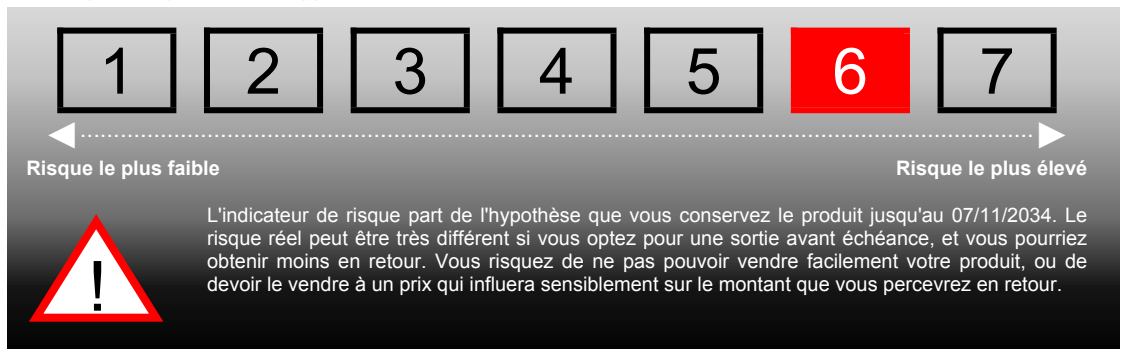 1 2 3 4 5 6 7
Risque le plus faible Risque le plus élevé
L'indicateur de risque part de l'hypothèse que vous conservez le produit jusqu'au 07/11/2034. Le
risque réel peut être très différent si vous optez pour une sortie avant échéance, et vous pourriez
obtenir moins en retour. Vous risquez de ne pas pouvoir vendre facilement votre produit, ou de
devoir le vendre à un prix qui influera sensiblement sur le montant que vous percevrez en retour.
!